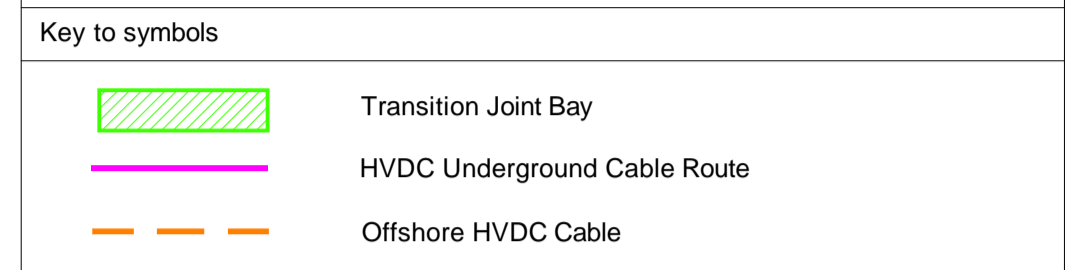 Key to symbols
Transition Joint Bay
HVDC Underground Cable Route
Offshore HVDC Cable